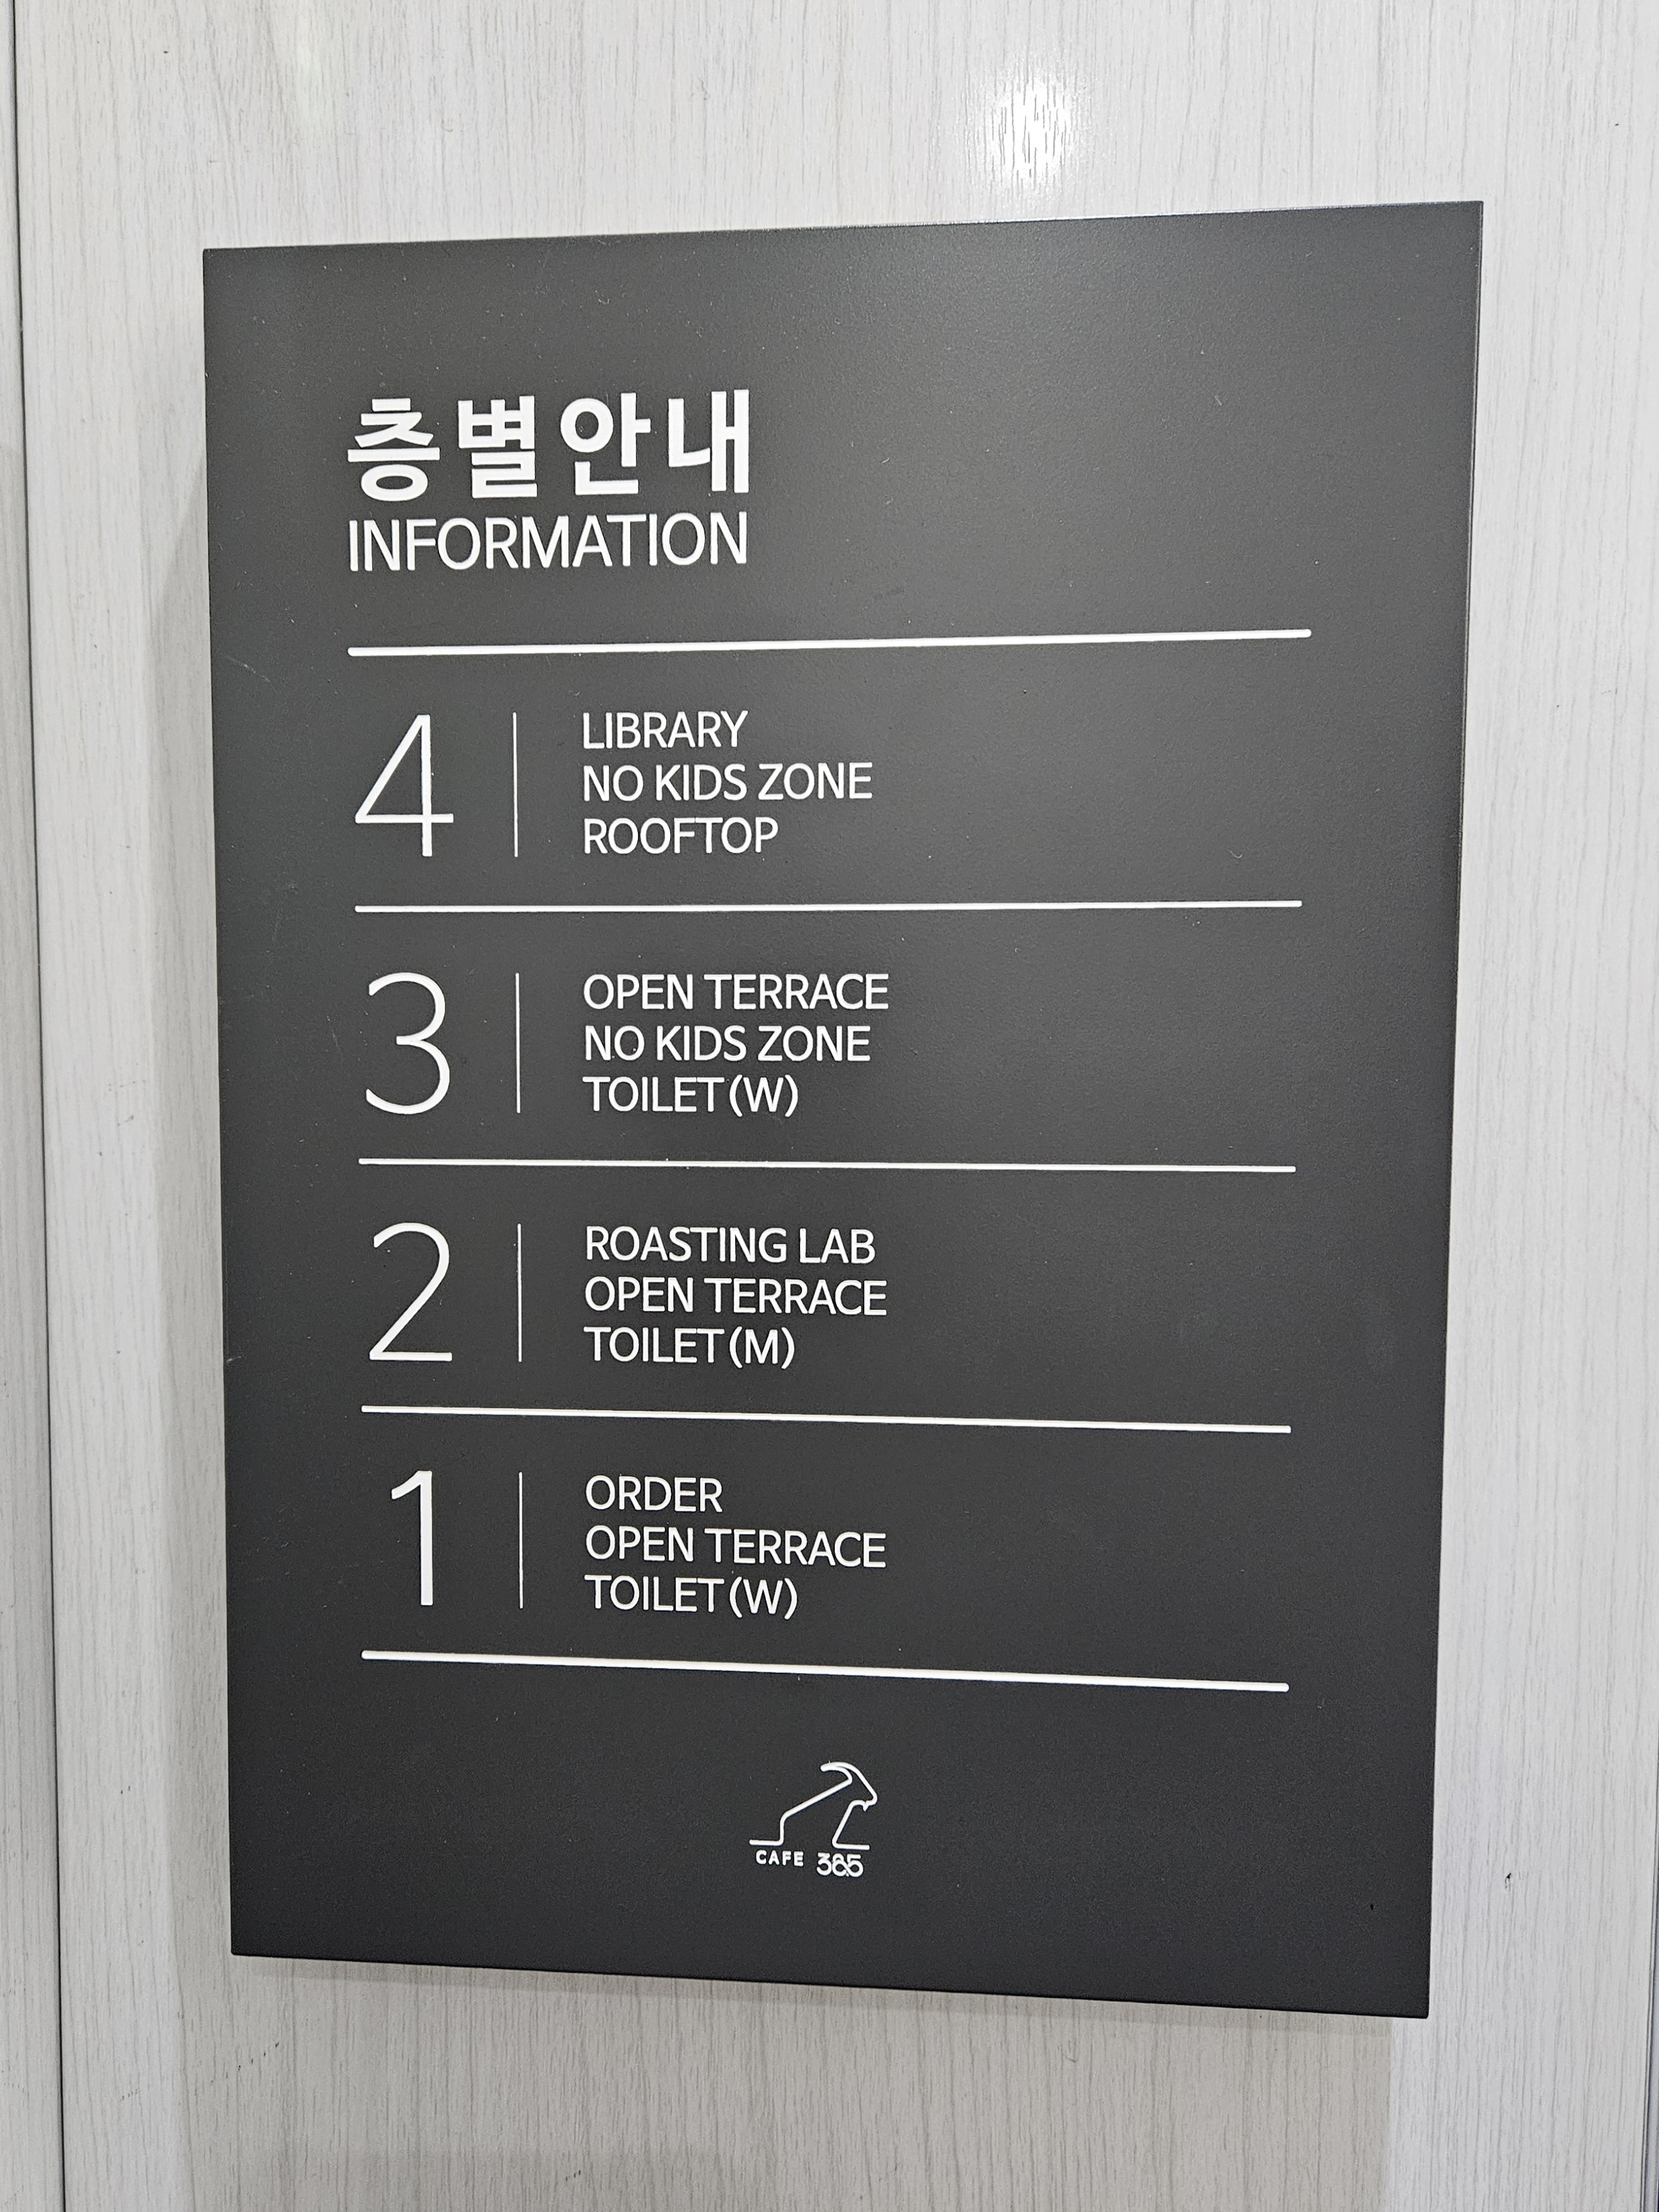 층별안내
INFORMATION
4
LIBRARY
NO KIDS ZONE
ROOFTOP
3
OPEN TERRACE
NO KIDS ZONE
TOILET(W)
2
ROASTING LAB
OPEN TERRACE
TOILET(M)
1
ORDER
OPEN TERRACE
TOILET(W)
CAFE 365